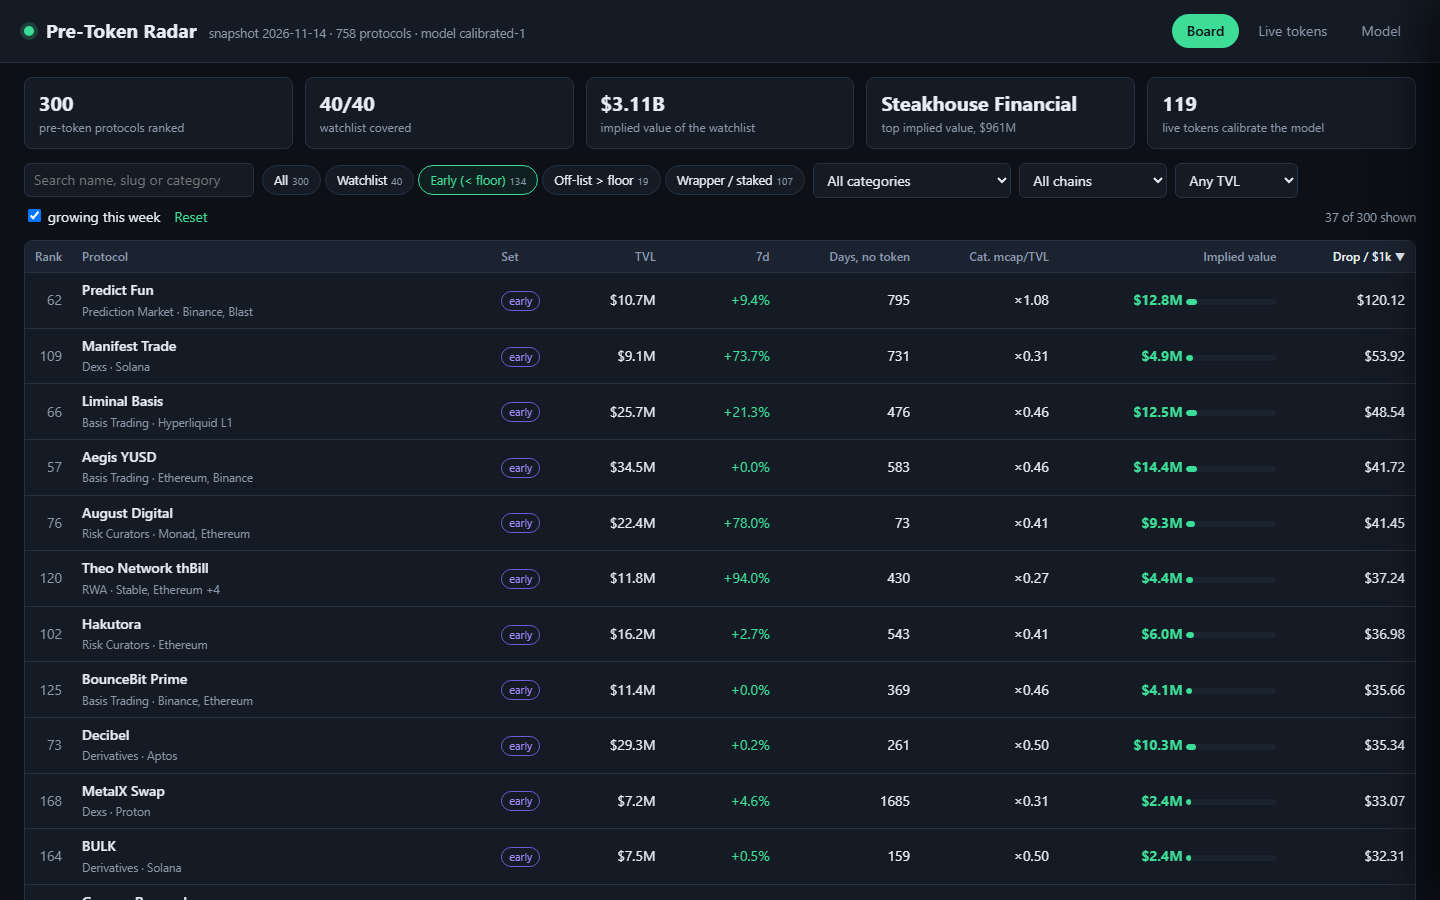 Pre-Token Radar snapshot 2026-11-14 · 758 protocols · model calibrated-1 Board Live tokens Model
300 40/40 $3.11B Steakhouse Financial 119
pre-token protocols ranked watchlist covered implied value of the watchlist top implied value, $961M live tokens calibrate the model
Search name, slug or category All 300 Watchlist 40 Early (< floor) 134 Off-list > floor 19 Wrapper / staked 107 All categories All chains Any TVL
growing this week Reset 37 of 300 shown
Rank Protocol Set TVL 7d Days, no token Cat. mcap/TVL Implied value Drop / $1k ▼
62 Predict Fun early $10.7M +9.4% 795 ×1.08 $12.8M $120.12
Prediction Market · Binance, Blast
109 Manifest Trade early $9.1M +73.7% 731 ×0.31 $4.9M $53.92
Dexs · Solana
66 Liminal Basis early $25.7M +21.3% 476 ×0.46 $12.5M $48.54
Basis Trading · Hyperliquid L1
57 Aegis YUSD early $34.5M +0.0% 583 ×0.46 $14.4M $41.72
Basis Trading · Ethereum, Binance
76 August Digital early $22.4M +78.0% 73 ×0.41 $9.3M $41.45
Risk Curators · Monad, Ethereum
120 Theo Network thBill early $11.8M +94.0% 430 ×0.27 $4.4M $37.24
RWA · Stable, Ethereum +4
102 Hakutora early $16.2M +2.7% 543 ×0.41 $6.0M $36.98
Risk Curators · Ethereum
125 BounceBit Prime early $11.4M +0.0% 369 ×0.46 $4.1M $35.66
Basis Trading · Binance, Ethereum
73 Decibel early $29.3M +0.2% 261 ×0.50 $10.3M $35.34
Derivatives · Aptos
168 MetalX Swap early $7.2M +4.6% 1685 ×0.31 $2.4M $33.07
Dexs · Proton
164 BULK early $7.5M +0.5% 159 ×0.50 $2.4M $32.31
Derivatives · Solana